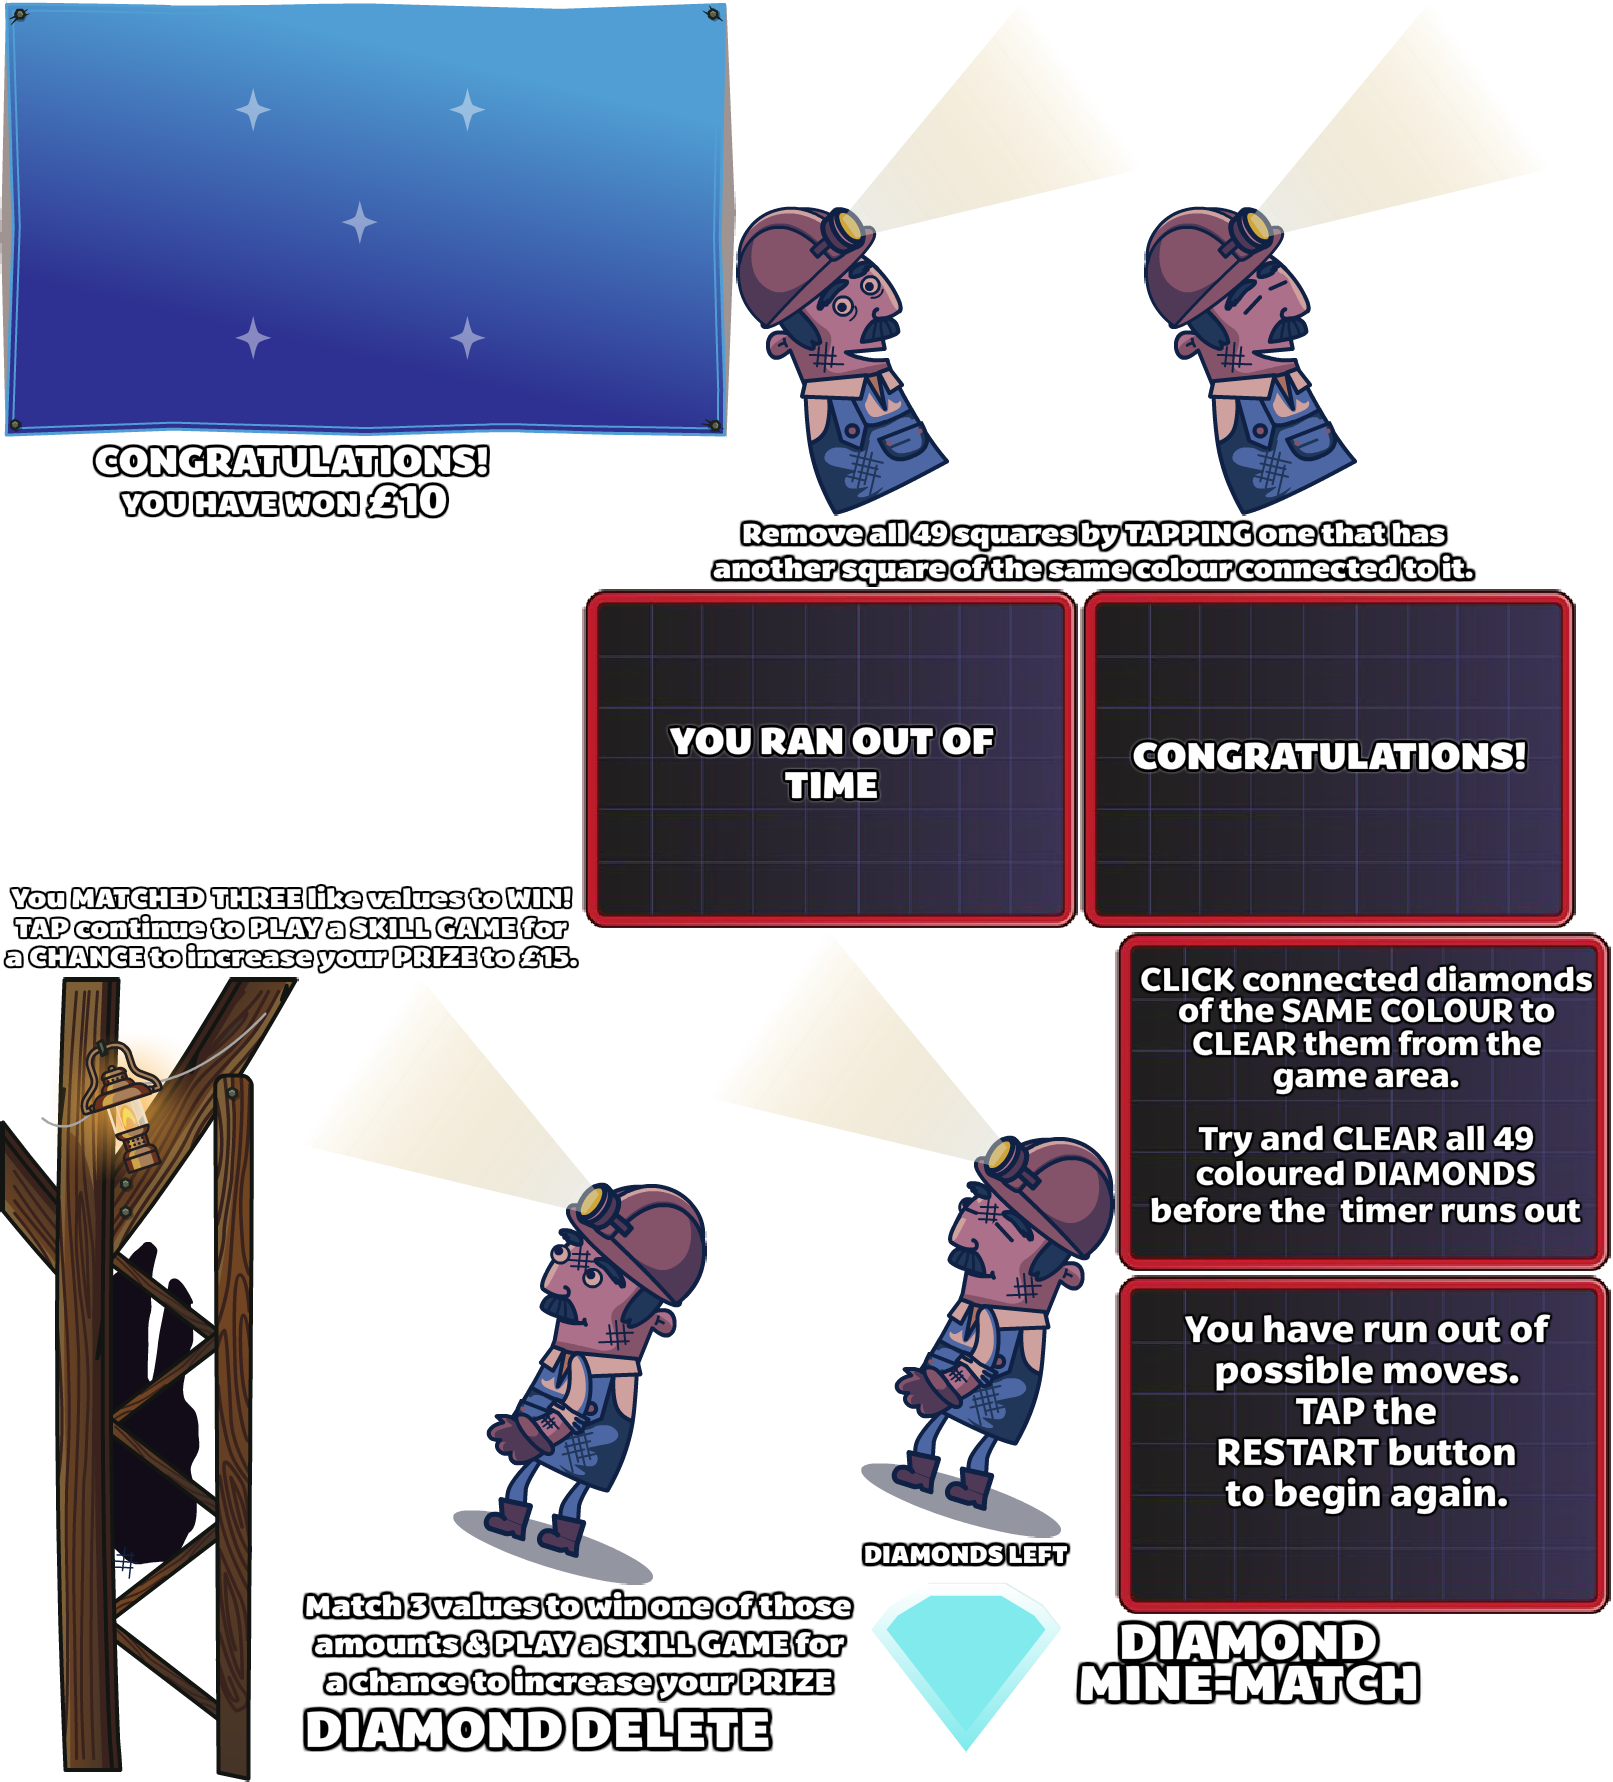 CONGRATULATIONS!
YOU HAVE WON £10
Remove all 49 squares by TAPPING one that has
another square of the same colour connected to it.
YOU RAN OUT OF
TIME
CONGRATULATIONS!
You MATCHED THREE like values to WIN!
TAP continue to PLAY a SKILL GAME for
a CHANCE to increase your PRIZE to £15.
CLICK connected diamonds
of the SAME COLOUR to
CLEAR them from the
game area.
Try and CLEAR all 49
coloured DIAMONDS
before the timer runs out
You have run out of
possible moves.
TAP the
RESTART button
to begin again.
DIAMONDS LEFT
Match 3 values to win one of those
amounts & PLAY a SKILL GAME for
a chance to increase your PRIZE
DIAMOND DELETE
DIAMOND
MINE-MATCH